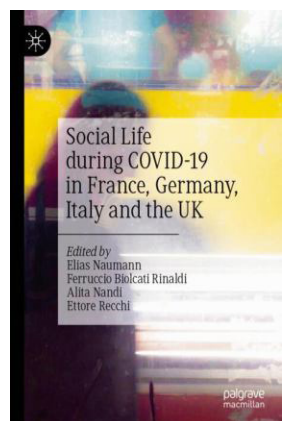 Social Life
during COVID-19
in France, Germany,
Italy and the UK
Edited by
Elias Naumann
Ferruccio Biolcati Rinaldi
Alita Nandi
Ettore Recchi
palgrave
macmillan